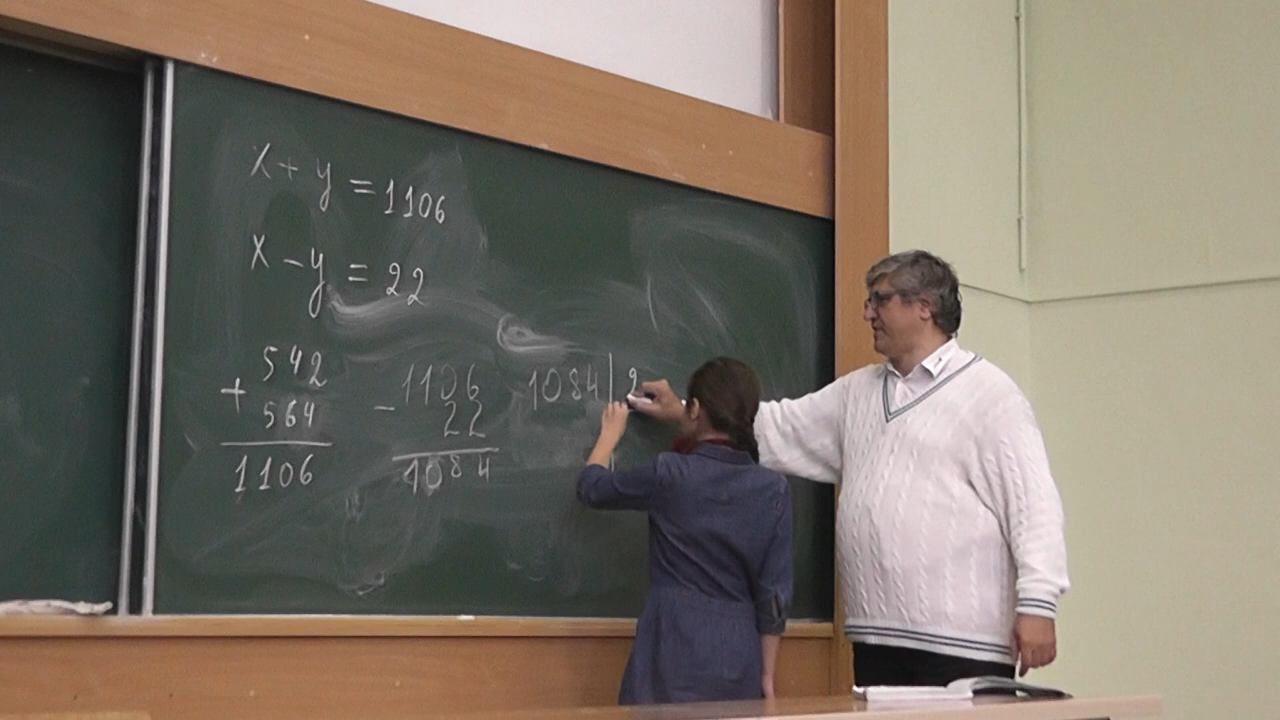 x + y = 1106
x - y = 22
+ 542
564
1106
- 1106
22
1084
1084 | 2